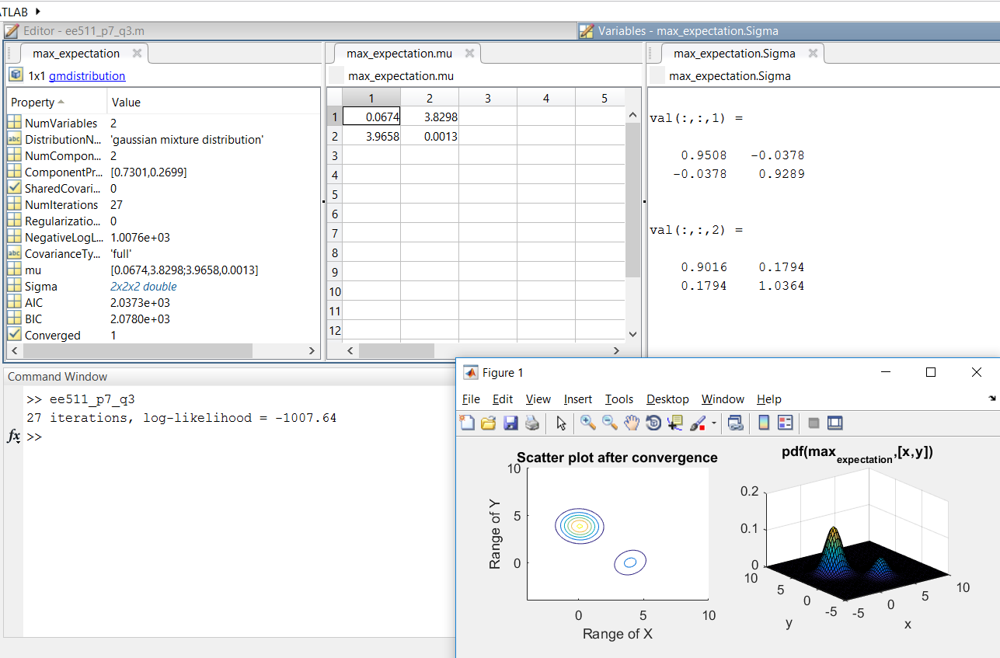 ATLAB
Editor - ee511_p7_q3.m
Variables - max_expectation.Sigma
max_expectation
1x1 gmdistribution
Property Value
NumVariables 2
DistributionN... 'gaussian mixture distribution'
NumCompon... 2
ComponentPr... [0.7301,0.2699]
SharedCovari... 0
NumIterations 27
Regularizatio... 0
NegativeLogL... 1.0076e+03
CovarianceTy... 'full'
mu [0.0674,3.8298;3.9658,0.0013]
Sigma 2x2x2 double
AIC 2.0373e+03
BIC 2.0780e+03
Converged 1
max_expectation.mu
max_expectation.mu
1 2 3 4 5
1 0.0674 3.8298
2 3.9658 0.0013
3
4
5
6
7
8
9
10
11
12
max_expectation.Sigma
max_expectation.Sigma
val(:,:,1) =
0.9508 -0.0378
-0.0378 0.9289
val(:,:,2) =
0.9016 0.1794
0.1794 1.0364
Command Window
>> ee511_p7_q3
27 iterations, log-likelihood = -1007.64
fx >>
Figure 1
File Edit View Insert Tools Desktop Window Help
Scatter plot after convergence
10
5
0
Range of Y
0 5 10
Range of X
pdf(max_expectation,[x,y])
0.2
0.1
0
10 5 0 -5
y
-5 0 5 10
x